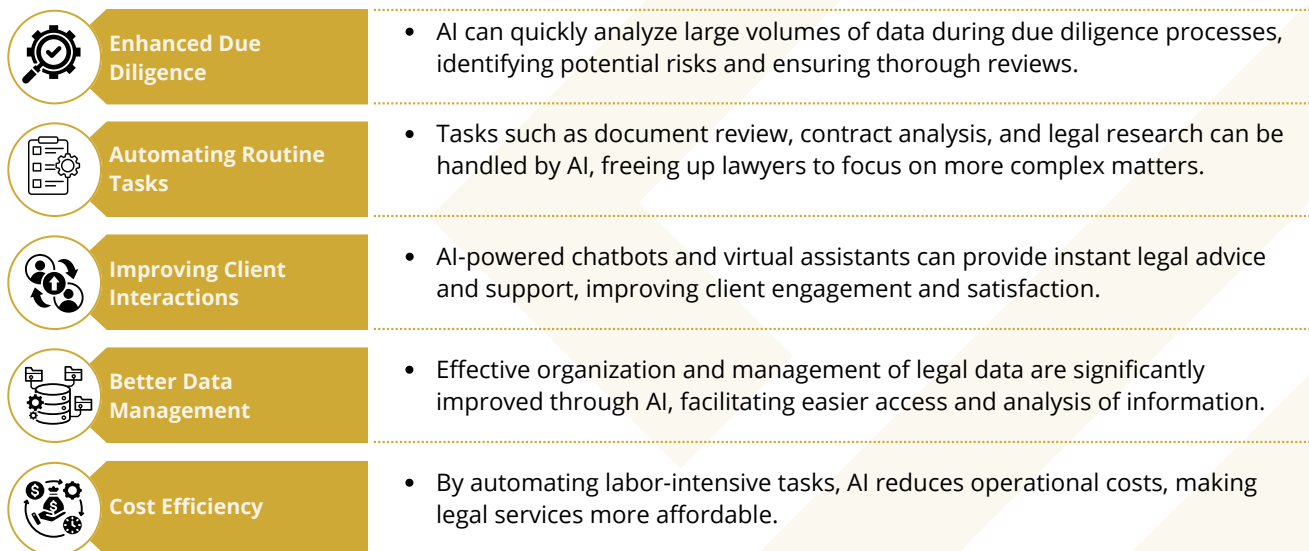 Enhanced Due
Diligence
• AI can quickly analyze large volumes of data during due diligence processes,
identifying potential risks and ensuring thorough reviews.
Automating Routine
Tasks
• Tasks such as document review, contract analysis, and legal research can be
handled by AI, freeing up lawyers to focus on more complex matters.
Improving Client
Interactions
• AI-powered chatbots and virtual assistants can provide instant legal advice
and support, improving client engagement and satisfaction.
Better Data
Management
• Effective organization and management of legal data are significantly
improved through AI, facilitating easier access and analysis of information.
Cost Efficiency
• By automating labor-intensive tasks, AI reduces operational costs, making
legal services more affordable.